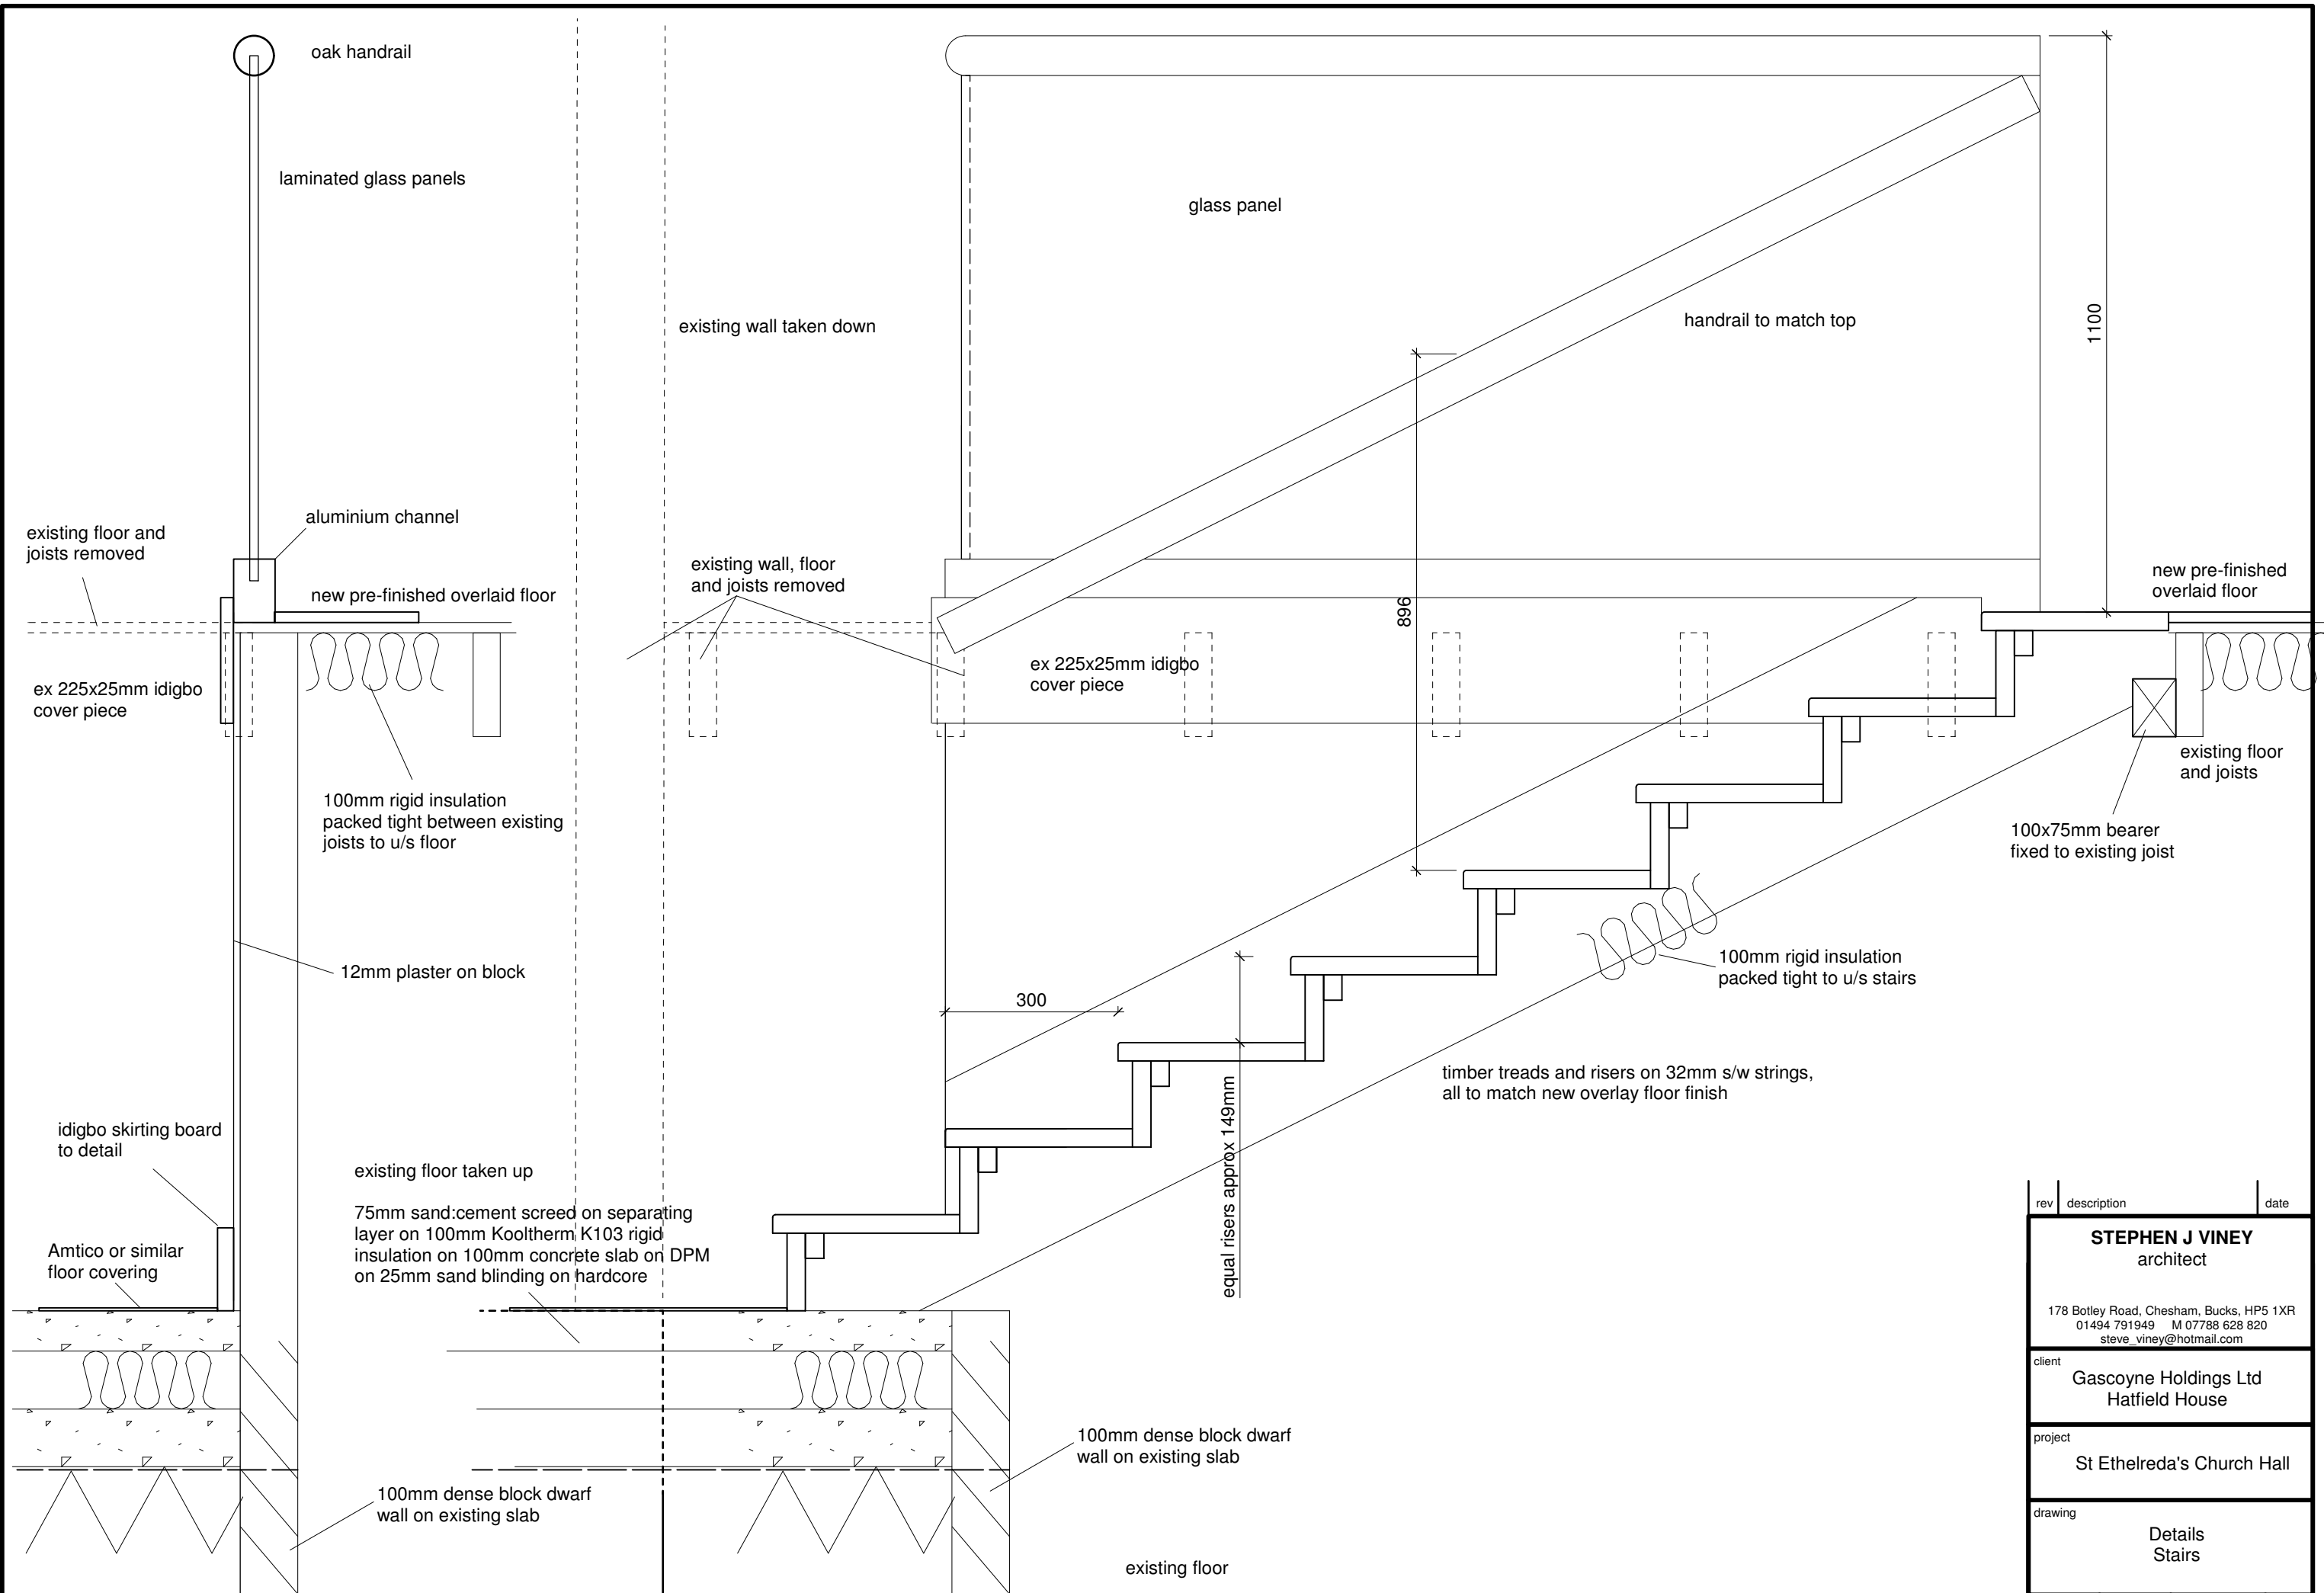 oak handrail
laminated glass panels
glass panel
existing wall taken down
handrail to match top
1100
aluminium channel
existing floor and
joists removed
new pre-finished overlaid floor
existing wall, floor
and joists removed
new pre-finished
overlaid floor
896
ex 225x25mm idigbo
cover piece
ex 225x25mm idigbo
cover piece
existing floor
and joists
100mm rigid insulation
packed tight between existing
joists to u/s floor
100x75mm bearer
fixed to existing joist
12mm plaster on block
300
100mm rigid insulation
packed tight to u/s stairs
timber treads and risers on 32mm s/w strings,
all to match new overlay floor finish
equal risers approx 149mm
idigbo skirting board
to detail
existing floor taken up
75mm sand:cement screed on separating
layer on 100mm Kooltherm K103 rigid
insulation on 100mm concrete slab on DPM
on 25mm sand blinding on hardcore
Amtico or similar
floor covering
100mm dense block dwarf
wall on existing slab
100mm dense block dwarf
wall on existing slab
existing floor
rev description date
STEPHEN J VINEY
architect
178 Botley Road, Chesham, Bucks, HP5 1XR
01494 791949 M 07788 628 820
steve_viney@hotmail.com
client
Gascoyne Holdings Ltd
Hatfield House
project
St Ethelreda's Church Hall
drawing
Details
Stairs